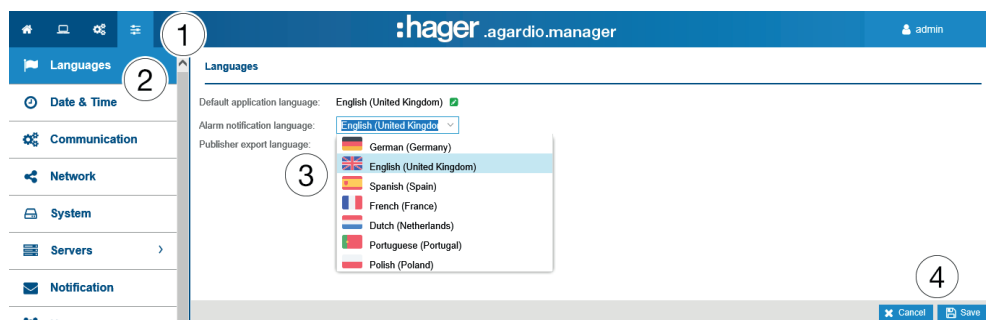 1
:hager .agardio.manager
admin
Languages
2
Date & Time
Communication
Network
System
Servers
Notification
Languages
Default application language: English (United Kingdom)
Alarm notification language: English (United Kingdo
Publisher export language:
3
German (Germany)
English (United Kingdom)
Spanish (Spain)
French (France)
Dutch (Netherlands)
Portuguese (Portugal)
Polish (Poland)
4
Cancel
Save